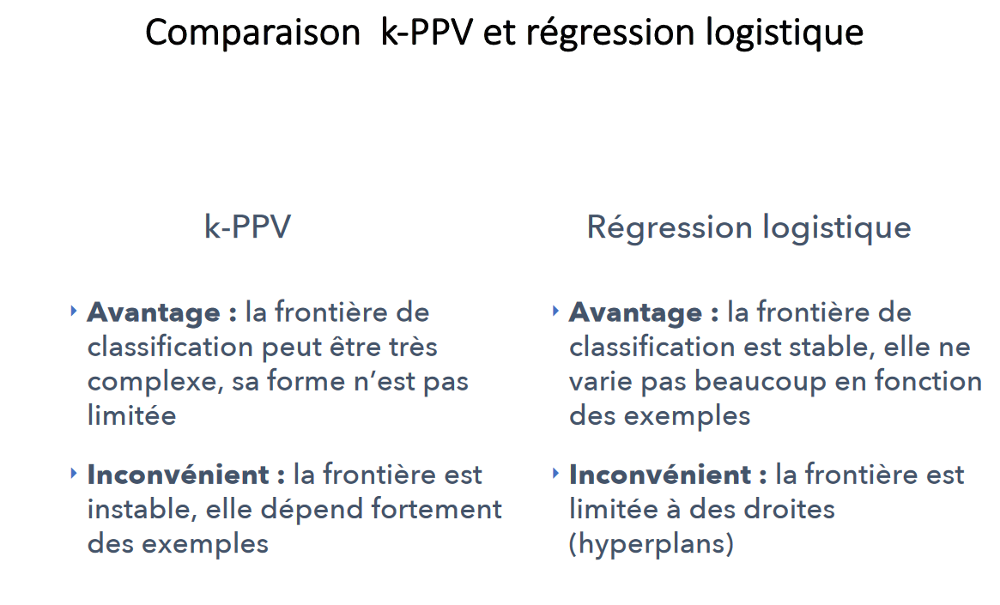 Comparaison k-PPV et régression logistique
k-PPV
Avantage : la frontière de
classification peut être très
complexe, sa forme n’est pas
limitée
Inconvénient : la frontière est
instable, elle dépend fortement
des exemples
Régression logistique
Avantage : la frontière de
classification est stable, elle ne
varie pas beaucoup en fonction
des exemples
Inconvénient : la frontière est
limitée à des droites
(hyperplans)